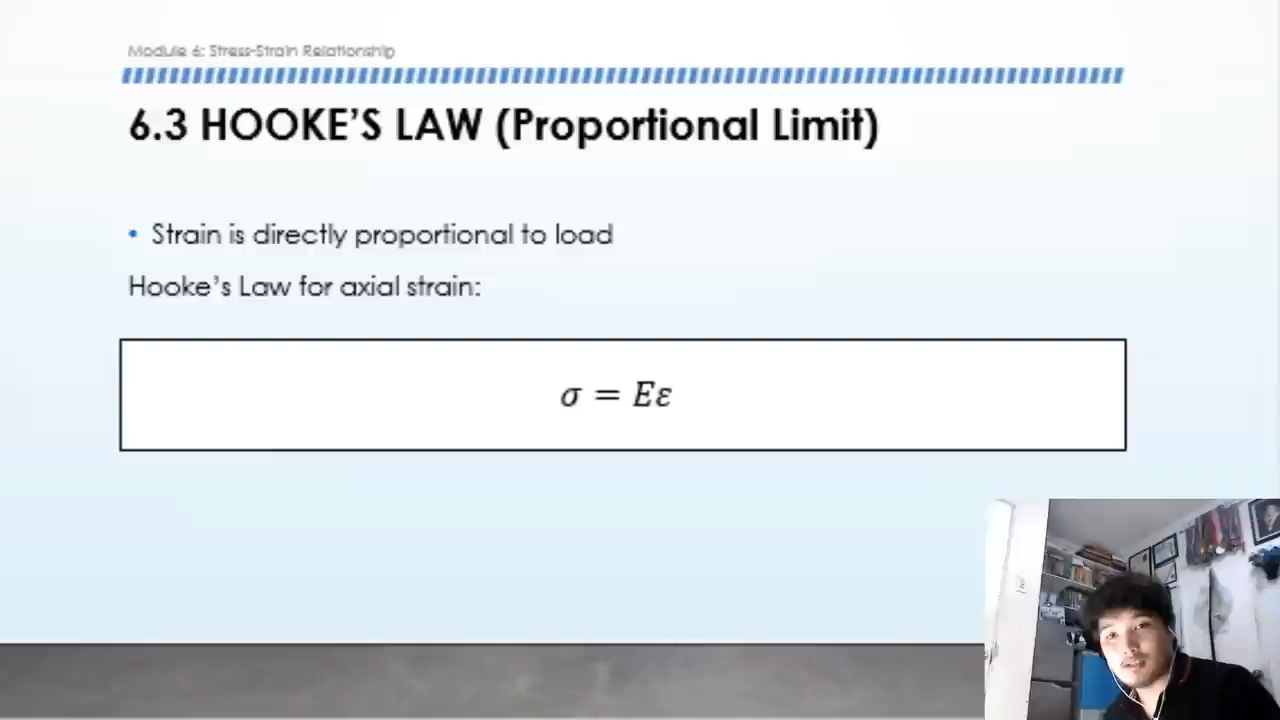 Module 6: Stress-Strain Relationship
6.3 HOOKE’S LAW (Proportional Limit)
• Strain is directly proportional to load
Hooke’s Law for axial strain:
σ = Eε